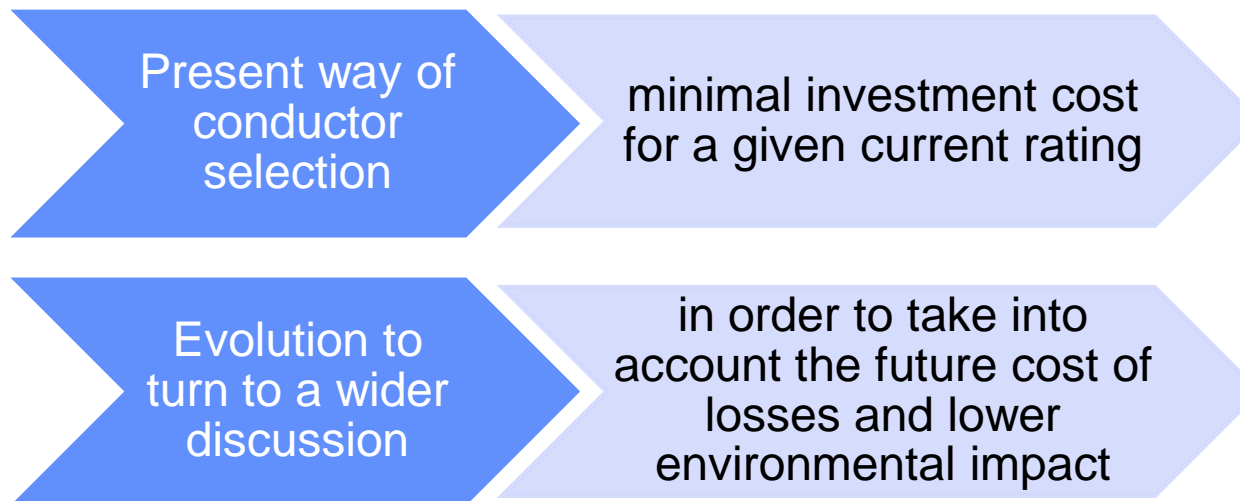 Present way of
conductor
selection
minimal investment cost
for a given current rating
Evolution to
turn to a wider
discussion
in order to take into
account the future cost of
losses and lower
environmental impact